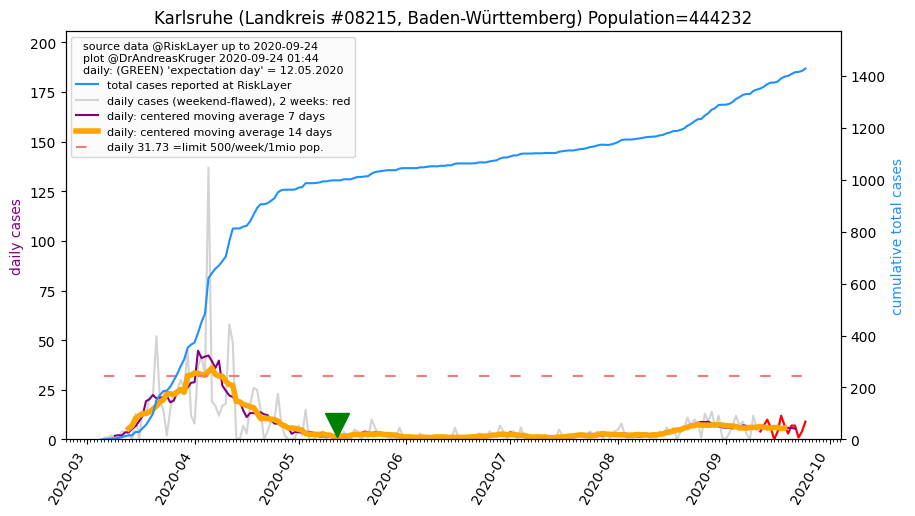 Karlsruhe (Landkreis #08215, Baden-Württemberg) Population=444232
source data @RiskLayer up to 2020-09-24
plot @DrAndreasKruger 2020-09-24 01:44
daily: (GREEN) 'expectation day' = 12.05.2020
total cases reported at RiskLayer
daily cases (weekend-flawed), 2 weeks: red
daily: centered moving average 7 days
daily: centered moving average 14 days
daily 31.73 =limit 500/week/1mio pop.
daily cases
200
175
150
125
100
75
50
25
0
1400
1200
1000
800
600
400
200
0
cumulative total cases
2020-03
2020-04
2020-05
2020-06
2020-07
2020-08
2020-09
2020-10